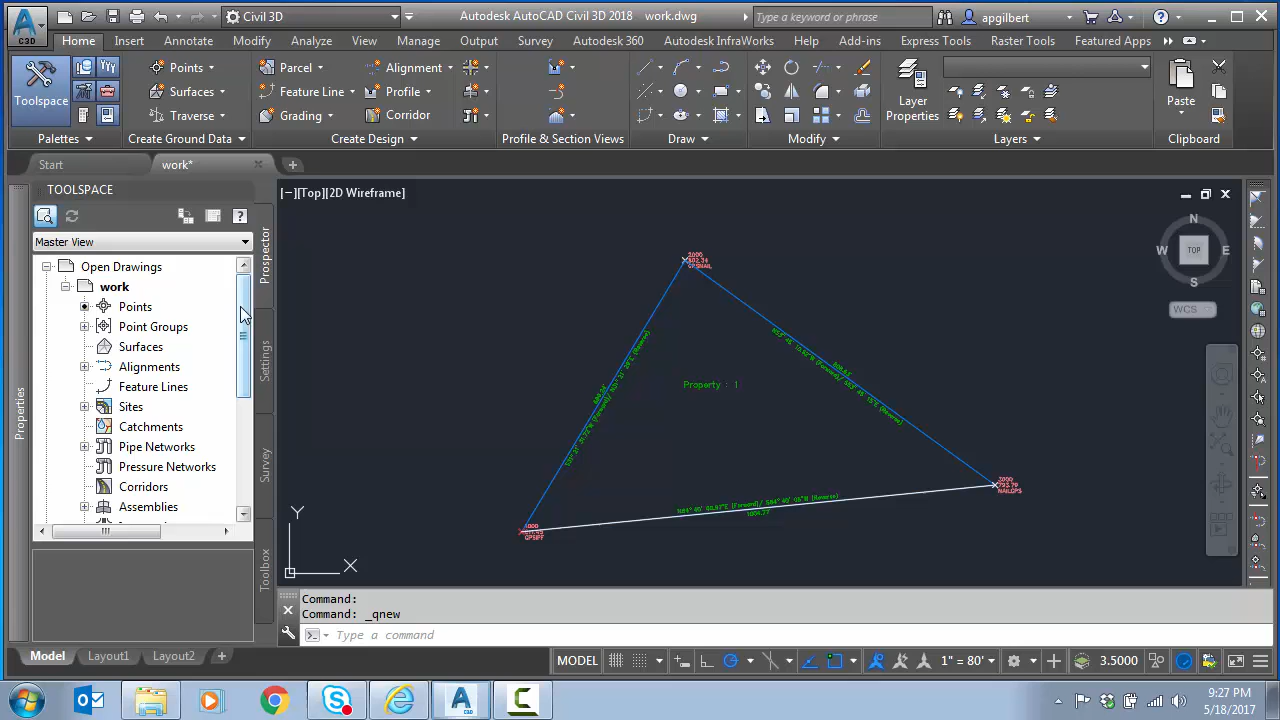 C3D
Civil 3D
Autodesk AutoCAD Civil 3D 2018 work.dwg
Type a keyword or phrase
apgilbert
Home Insert Annotate Modify Analyze View Manage Output Survey Autodesk 360 Autodesk InfraWorks Help Add-ins Express Tools Raster Tools Featured Apps
Toolspace
Points
Surfaces
Traverse
Parcel
Feature Line
Grading
Alignment
Profile
Corridor
Layer Properties
Paste
Palettes
Create Ground Data
Create Design
Profile & Section Views
Draw
Modify
Layers
Clipboard
Start
work*
TOOLSPACE
Master View
Open Drawings
work
Points
Point Groups
Surfaces
Alignments
Feature Lines
Sites
Catchments
Pipe Networks
Pressure Networks
Corridors
Assemblies
Properties
Prospector
Settings
Survey
Toolbox
[−][Top][2D Wireframe]
N
W
TOP
E
S
WCS
Property : 1
Y
X
Command:
Command: _qnew
Type a command
Model
Layout1
Layout2
MODEL
1" = 80'
3.5000
9:27 PM
5/18/2017